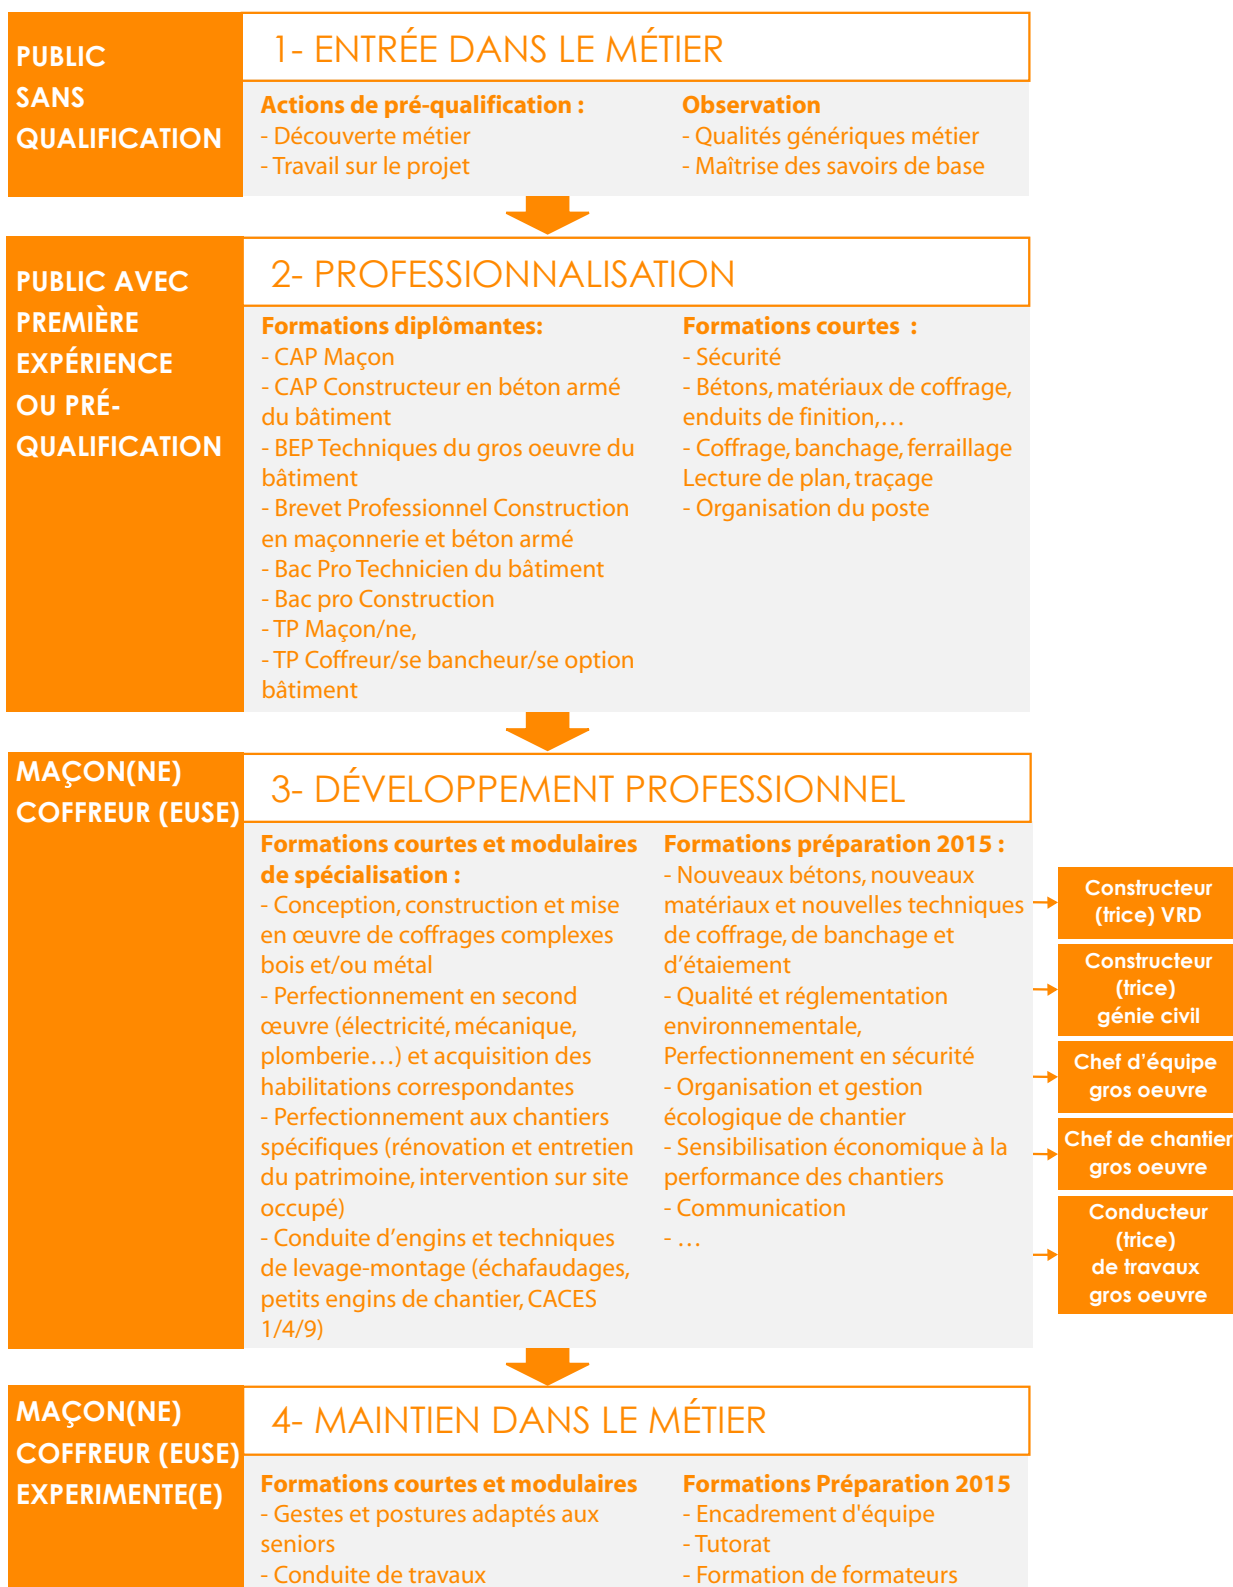 PUBLIC
SANS
QUALIFICATION
1- ENTRÉE DANS LE MÉTIER
Actions de pré-qualification :
- Découverte métier
- Travail sur le projet
Observation
- Qualités génériques métier
- Maîtrise des savoirs de base
PUBLIC AVEC
PREMIÈRE
EXPÉRIENCE
OU PRÉ-
QUALIFICATION
2- PROFESSIONNALISATION
Formations diplômantes:
- CAP Maçon
- CAP Constructeur en béton armé
du bâtiment
- BEP Techniques du gros oeuvre du
bâtiment
- Brevet Professionnel Construction
en maçonnerie et béton armé
- Bac Pro Technicien du bâtiment
- Bac pro Construction
- TP Maçon/ne,
- TP Coffreur/se bancheur/se option
bâtiment
Formations courtes :
- Sécurité
- Bétons, matériaux de coffrage,
enduits de finition,…
- Coffrage, banchage, ferraillage
Lecture de plan, traçage
- Organisation du poste
MAÇON(NE)
COFFREUR (EUSE)
3- DÉVELOPPEMENT PROFESSIONNEL
Formations courtes et modulaires
de spécialisation :
- Conception, construction et mise
en œuvre de coffrages complexes
bois et/ou métal
- Perfectionnement en second
œuvre (électricité, mécanique,
plomberie…) et acquisition des
habilitations correspondantes
- Perfectionnement aux chantiers
spécifiques (rénovation et entretien
du patrimoine, intervention sur site
occupé)
- Conduite d’engins et techniques
de levage-montage (échafaudages,
petits engins de chantier, CACES
1/4/9)
Formations préparation 2015 :
- Nouveaux bétons, nouveaux
matériaux et nouvelles techniques
de coffrage, de banchage et
d’étaiement
- Qualité et réglementation
environnementale,
Perfectionnement en sécurité
- Organisation et gestion
écologique de chantier
- Sensibilisation économique à la
performance des chantiers
- Communication
- …
Constructeur
(trice) VRD
Constructeur
(trice)
génie civil
Chef d’équipe
gros oeuvre
Chef de chantier
gros oeuvre
Conducteur
(trice)
de travaux
gros oeuvre
MAÇON(NE)
COFFREUR (EUSE)
EXPERIMENTE(E)
4- MAINTIEN DANS LE MÉTIER
Formations courtes et modulaires
- Gestes et postures adaptés aux
seniors
- Conduite de travaux
Formations Préparation 2015
- Encadrement d'équipe
- Tutorat
- Formation de formateurs